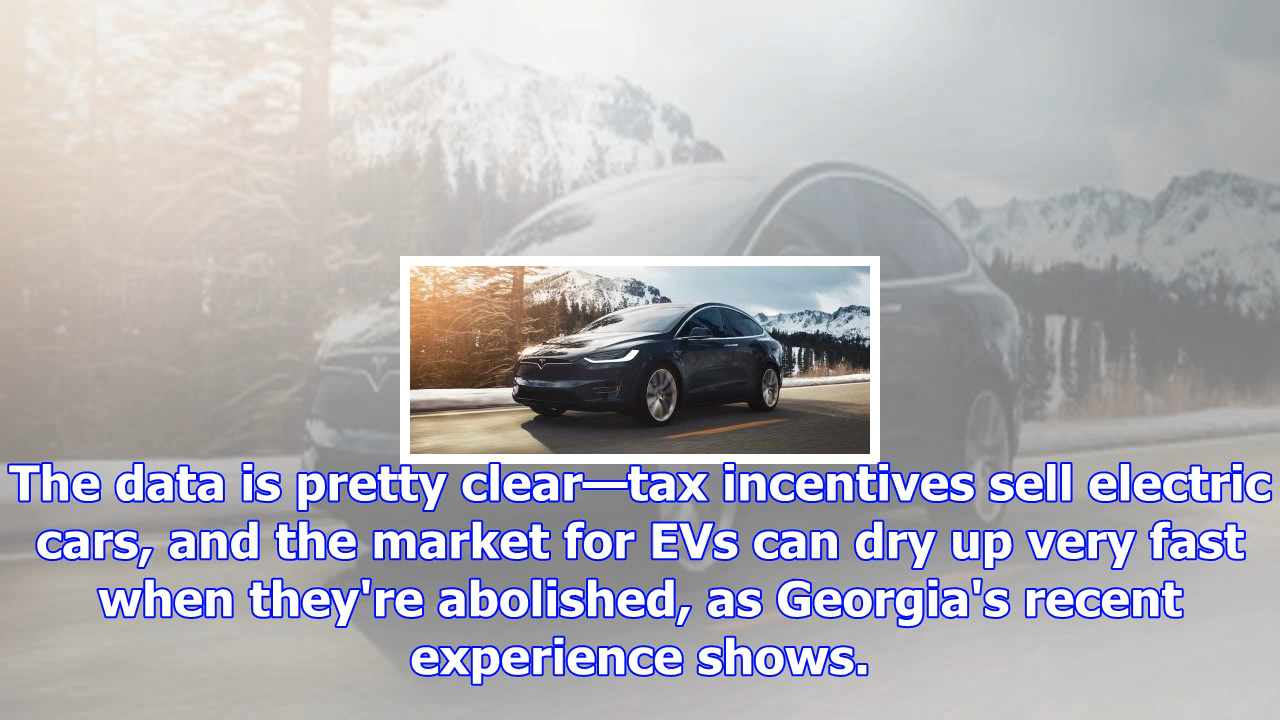 The data is pretty clear—tax incentives sell electric
cars, and the market for EVs can dry up very fast
when they're abolished, as Georgia's recent
experience shows.